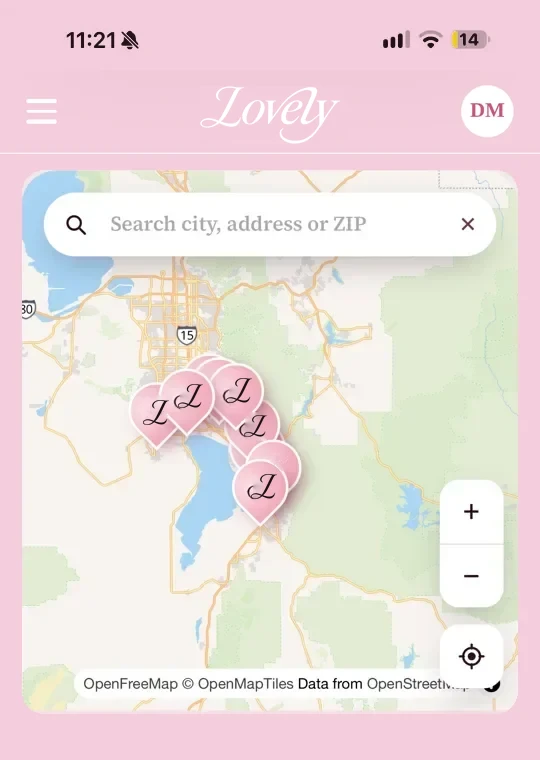 11:21
14
Lovely
DM
Search city, address or ZIP
80
15
L
L
L
L
L
+
−
OpenFreeMap © OpenMapTiles Data from OpenStreetMap